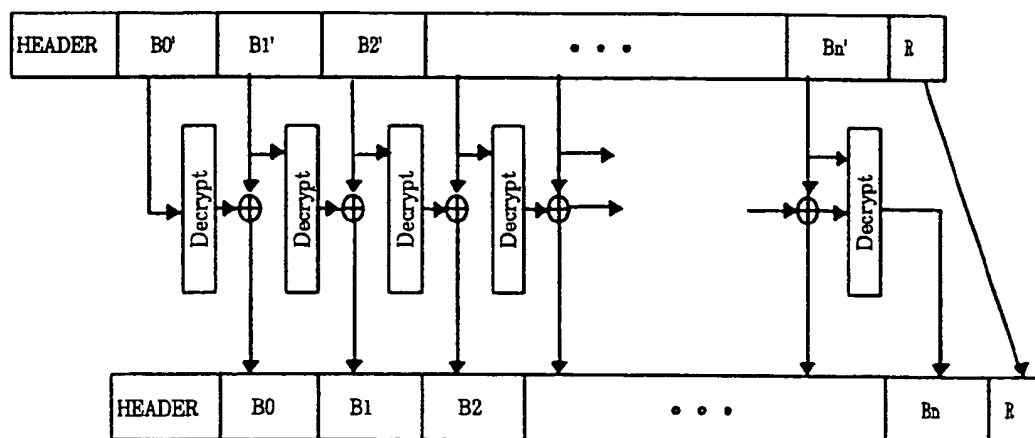 HEADER B0' B1' B2' • • • Bn' R
Decrypt Decrypt Decrypt Decrypt Decrypt
HEADER B0 B1 B2 • • • Bn R